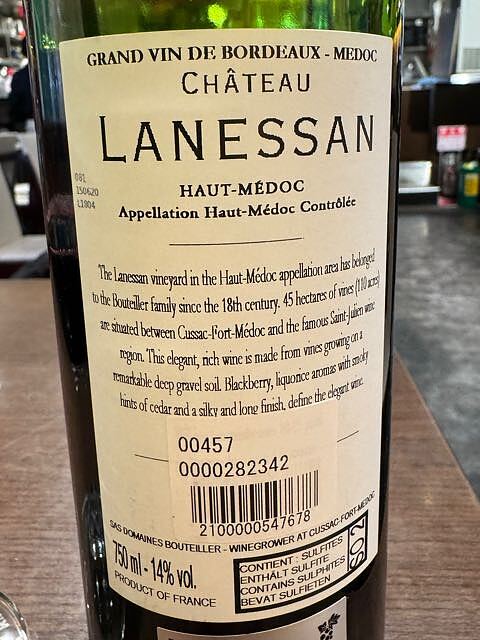 GRAND VIN DE BORDEAUX - MEDOC
CHÂTEAU
LANESSAN
HAUT-MÉDOC
Appellation Haut-Médoc Contrôlée
081
150620
L1804
The Lanessan vineyard in the Haut-Médoc appellation area has belonged
to the Bouteiller family since the 18th century. 45 hectares of vines (110 acres)
are situated between Cussac-Fort-Médoc and the famous Saint-Julien wine
region. This elegant, rich wine is made from vines growing on a
remarkable deep gravel soil. Blackberry, liquorice aromas with smoky
hints of cedar and a silky and long finish, define the elegant wine.
00457
0000282342
2100000547678
SAS DOMAINES BOUTEILLER - WINEGROWER AT CUSSAC-FORT-MEDOC
750 ml - 14% vol.
PRODUCT OF FRANCE
CONTIENT : SULFITES
ENTHÄLT SULFITE
CONTAINS SULPHITES
BEVAT SULFIETEN
SO2